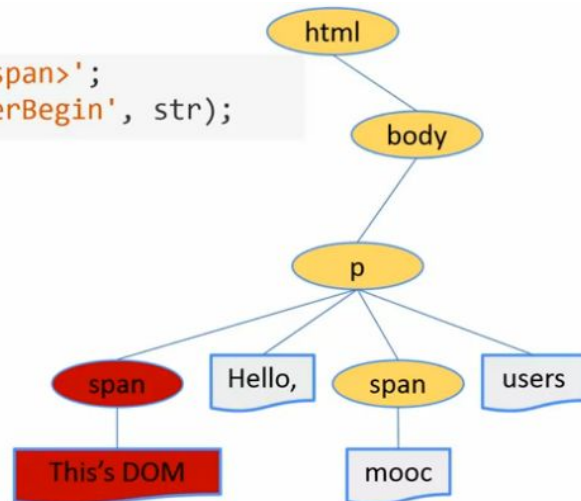 html
span>';
erBegin', str);
body
p
span
Hello,
span
users
This's DOM
mooc